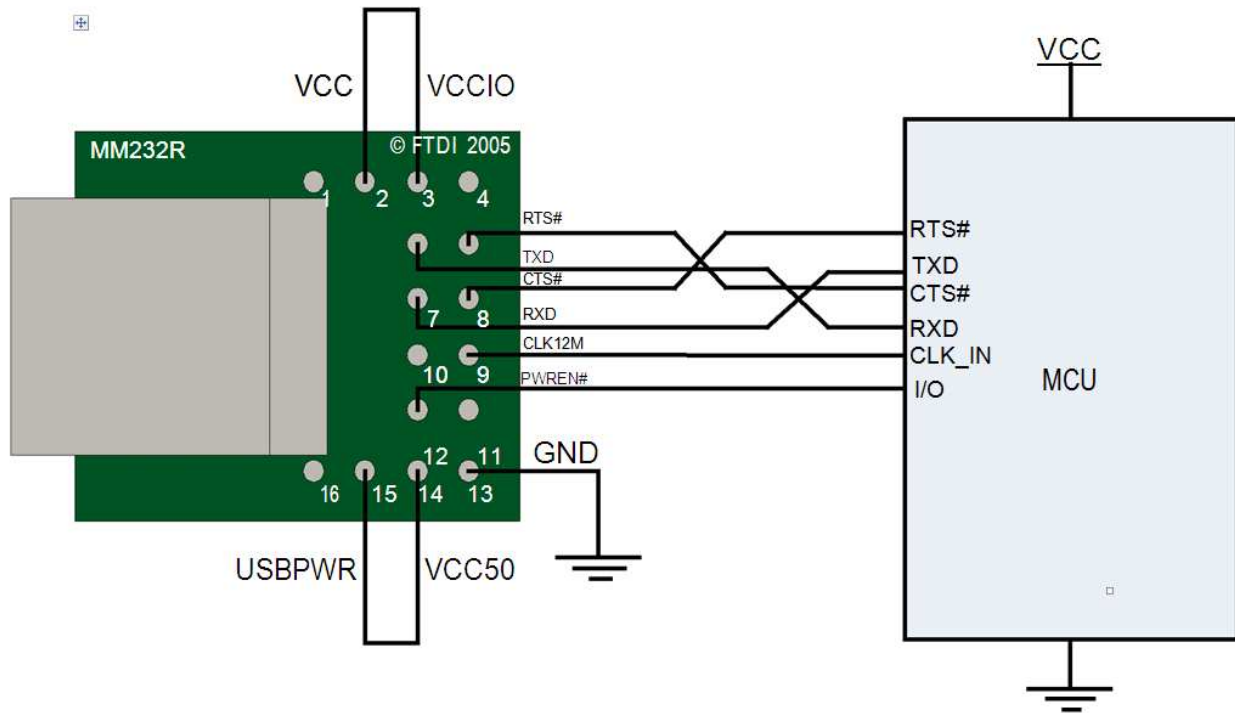 VCC
VCCIO
VCC
MM232R
© FTDI 2005
1
2
3
4
RTS#
RTS#
TXD
TXD
CTS#
CTS#
7
8
RXD
RXD
CLK12M
CLK_IN
10
9
PWREN#
I/O
MCU
12
11
GND
16
15
14
13
USBPWR
VCC50